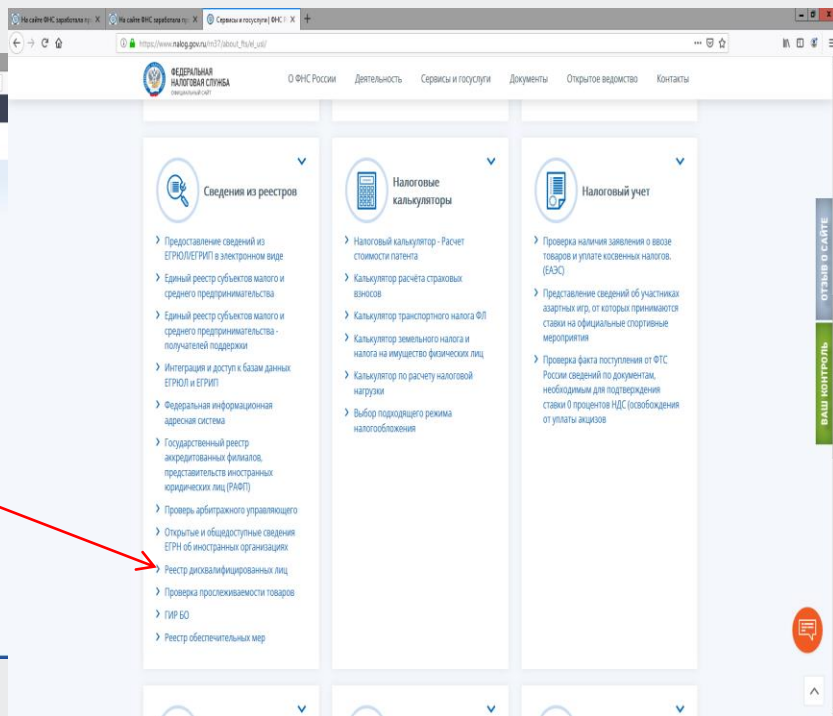 На сайте ФНС заработала пр
На сайте ФНС заработала пр
Сервисы и госуслуги | ФНС Р
https://www.nalog.gov.ru/rn37/about_fts/el_usl/
ФЕДЕРАЛЬНАЯ
НАЛОГОВАЯ СЛУЖБА
ОФИЦИАЛЬНЫЙ САЙТ
О ФНС России Деятельность Сервисы и госуслуги Документы Открытое ведомство Контакты
Сведения из реестров
Предоставление сведений из
ЕГРЮЛ/ЕГРИП в электронном виде
Единый реестр субъектов малого и
среднего предпринимательства
Единый реестр субъектов малого и
среднего предпринимательства -
получателей поддержки
Интеграция и доступ к базам данных
ЕГРЮЛ и ЕГРИП
Федеральная информационная
адресная система
Государственный реестр
аккредитованных филиалов,
представительств иностранных
юридических лиц (РАФП)
Проверь арбитражного управляющего
Открытые и общедоступные сведения
ЕГРН об иностранных организациях
Реестр дисквалифицированных лиц
Проверка прослеживаемости товаров
ГИР БО
Реестр обеспечительных мер
Налоговые
калькуляторы
Налоговый калькулятор - Расчет
стоимости патента
Калькулятор расчёта страховых
взносов
Калькулятор транспортного налога ФЛ
Калькулятор земельного налога и
налога на имущество физических лиц
Калькулятор по расчету налоговой
нагрузки
Выбор подходящего режима
налогообложения
Налоговый учет
Проверка наличия заявления о ввозе
товаров и уплате косвенных налогов.
(ЕАЭС)
Представление сведений об участниках
азартных игр, от которых принимаются
ставки на официальные спортивные
мероприятия
Проверка факта поступления от ФТС
России сведений по документам,
необходимым для подтверждения
ставки 0 процентов НДС (освобождения
от уплаты акцизов
ОТЗЫВ О САЙТЕ
ВАШ КОНТРОЛЬ